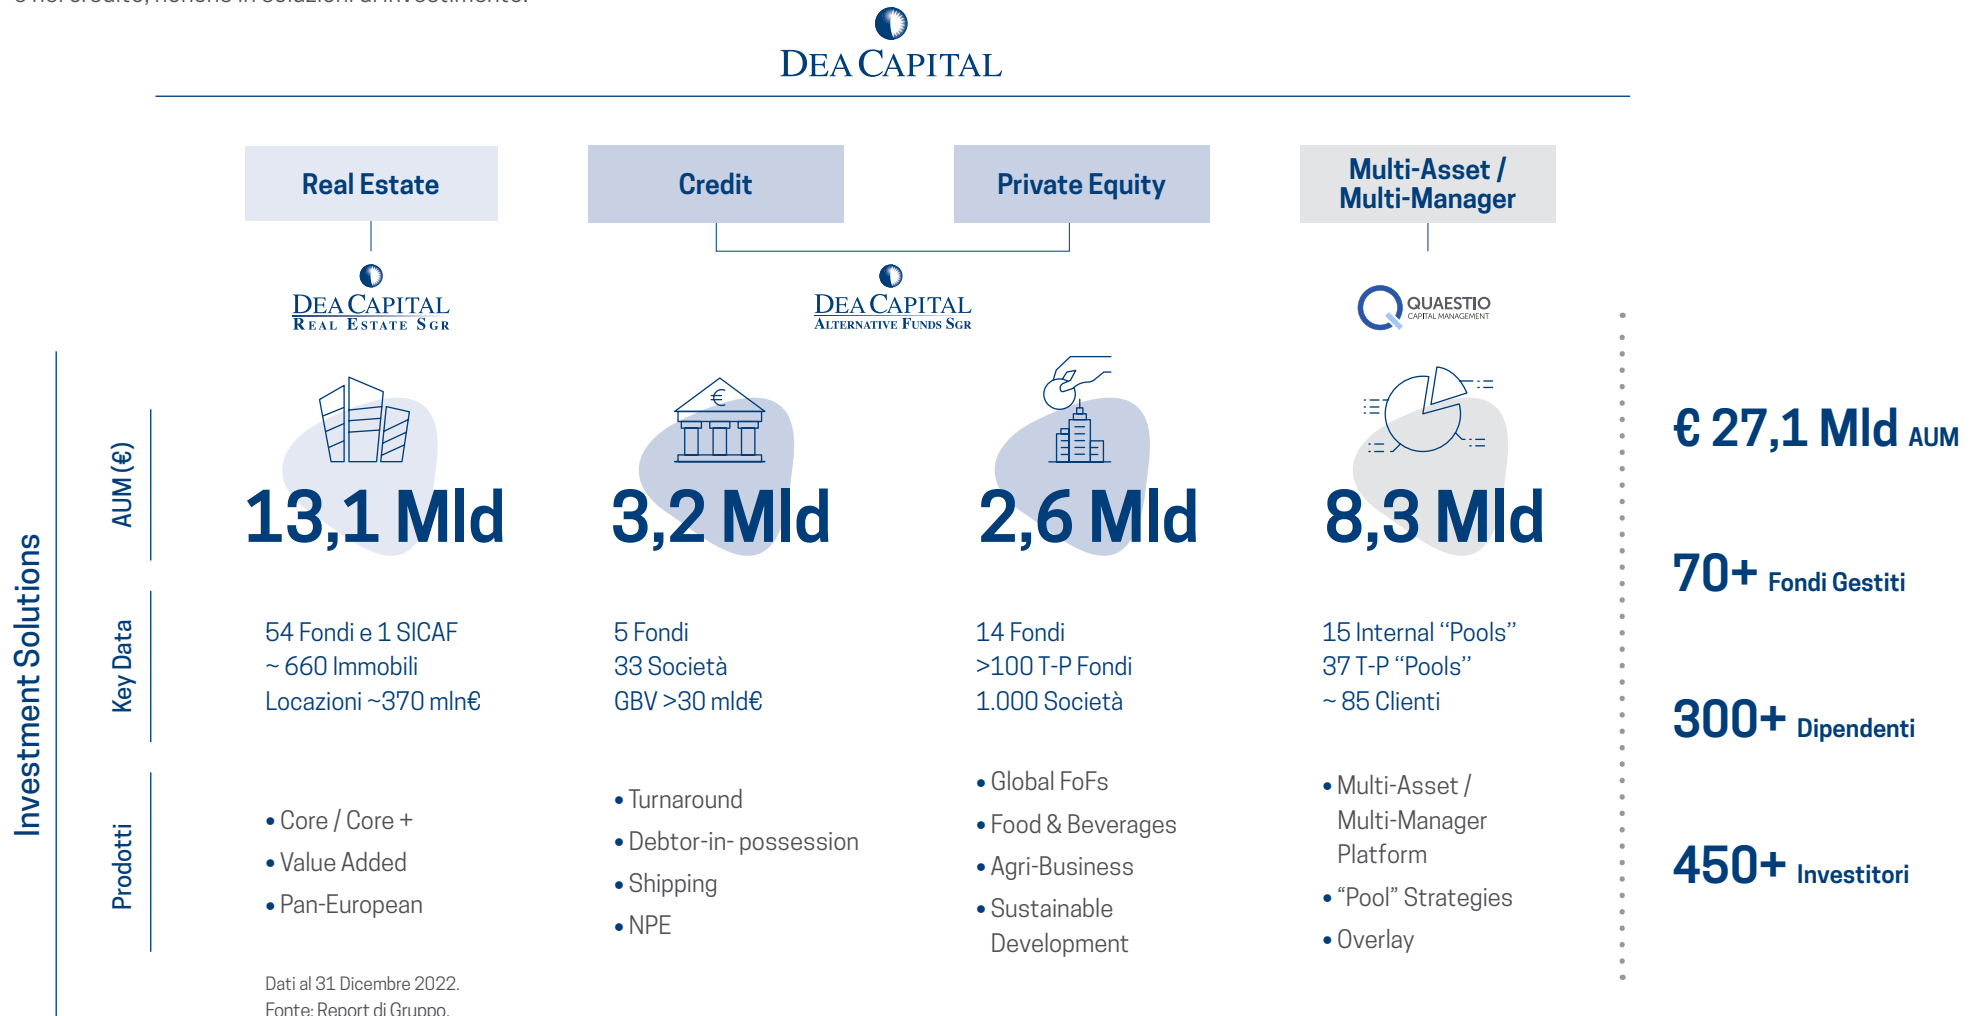 DEA CAPITAL
Real Estate
Credit
Private Equity
Multi-Asset /
Multi-Manager
DEA CAPITAL
REAL ESTATE SGR
DEA CAPITAL
ALTERNATIVE FUNDS SGR
QUAESTIO
CAPITAL MANAGEMENT
Investment Solutions
AUM (€)
€
13,1 Mld
3,2 Mld
2,6 Mld
8,3 Mld
Key Data
54 Fondi e 1 SICAF
~ 660 Immobili
Locazioni ~370 mln€
5 Fondi
33 Società
GBV >30 mld€
14 Fondi
>100 T-P Fondi
1.000 Società
15 Internal “Pools”
37 T-P “Pools”
~ 85 Clienti
Prodotti
• Core / Core +
• Value Added
• Pan-European
• Turnaround
• Debtor-in- possession
• Shipping
• NPE
• Global FoFs
• Food & Beverages
• Agri-Business
• Sustainable
Development
• Multi-Asset /
Multi-Manager
Platform
• “Pool” Strategies
• Overlay
€ 27,1 Mld AUM
70+ Fondi Gestiti
300+ Dipendenti
450+ Investitori
Dati al 31 Dicembre 2022.
Fonte: Report di Gruppo.